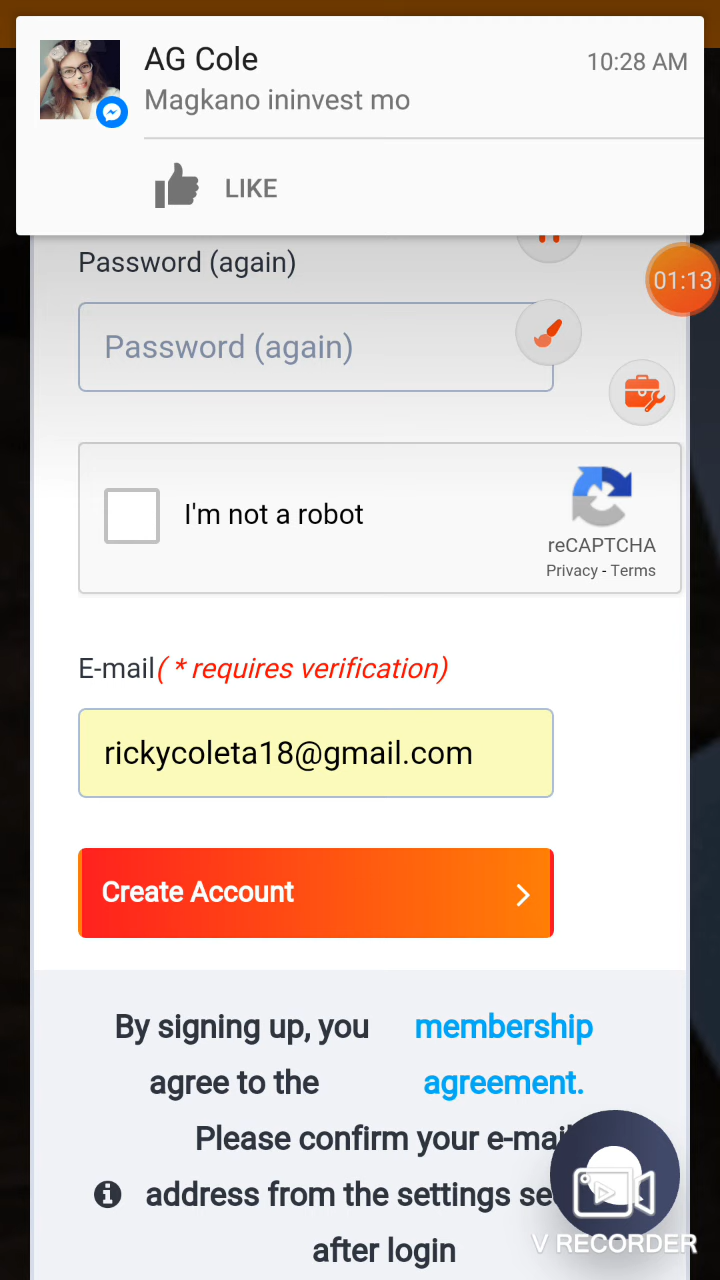 AG Cole
10:28 AM
Magkano ininvest mo
LIKE
Password (again)
01:13
Password (again)
I'm not a robot
reCAPTCHA
Privacy - Terms
E-mail( * requires verification)
rickycoleta18@gmail.com
Create Account
By signing up, you membership
agree to the agreement.
Please confirm your e-mail
address from the settings
after login
V RECORDER